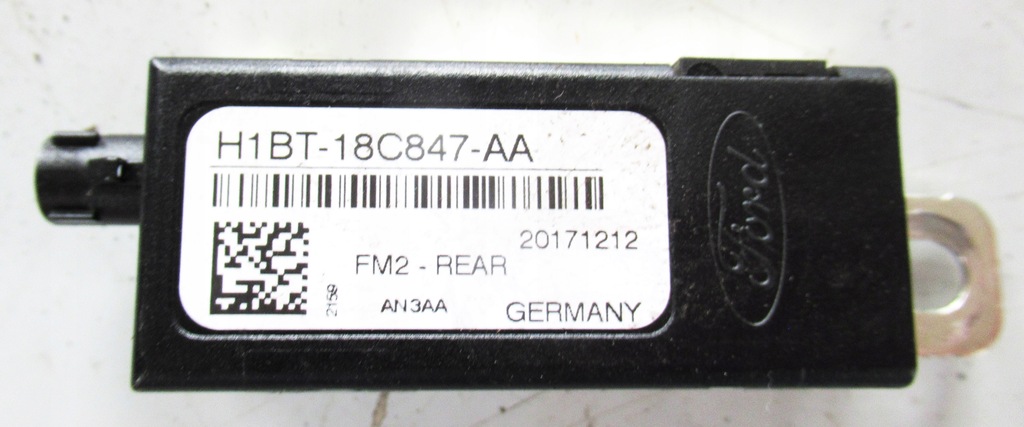 H1BT-18C847-AA
20171212
FM2 - REAR
2159
AN3AA
GERMANY
Ford